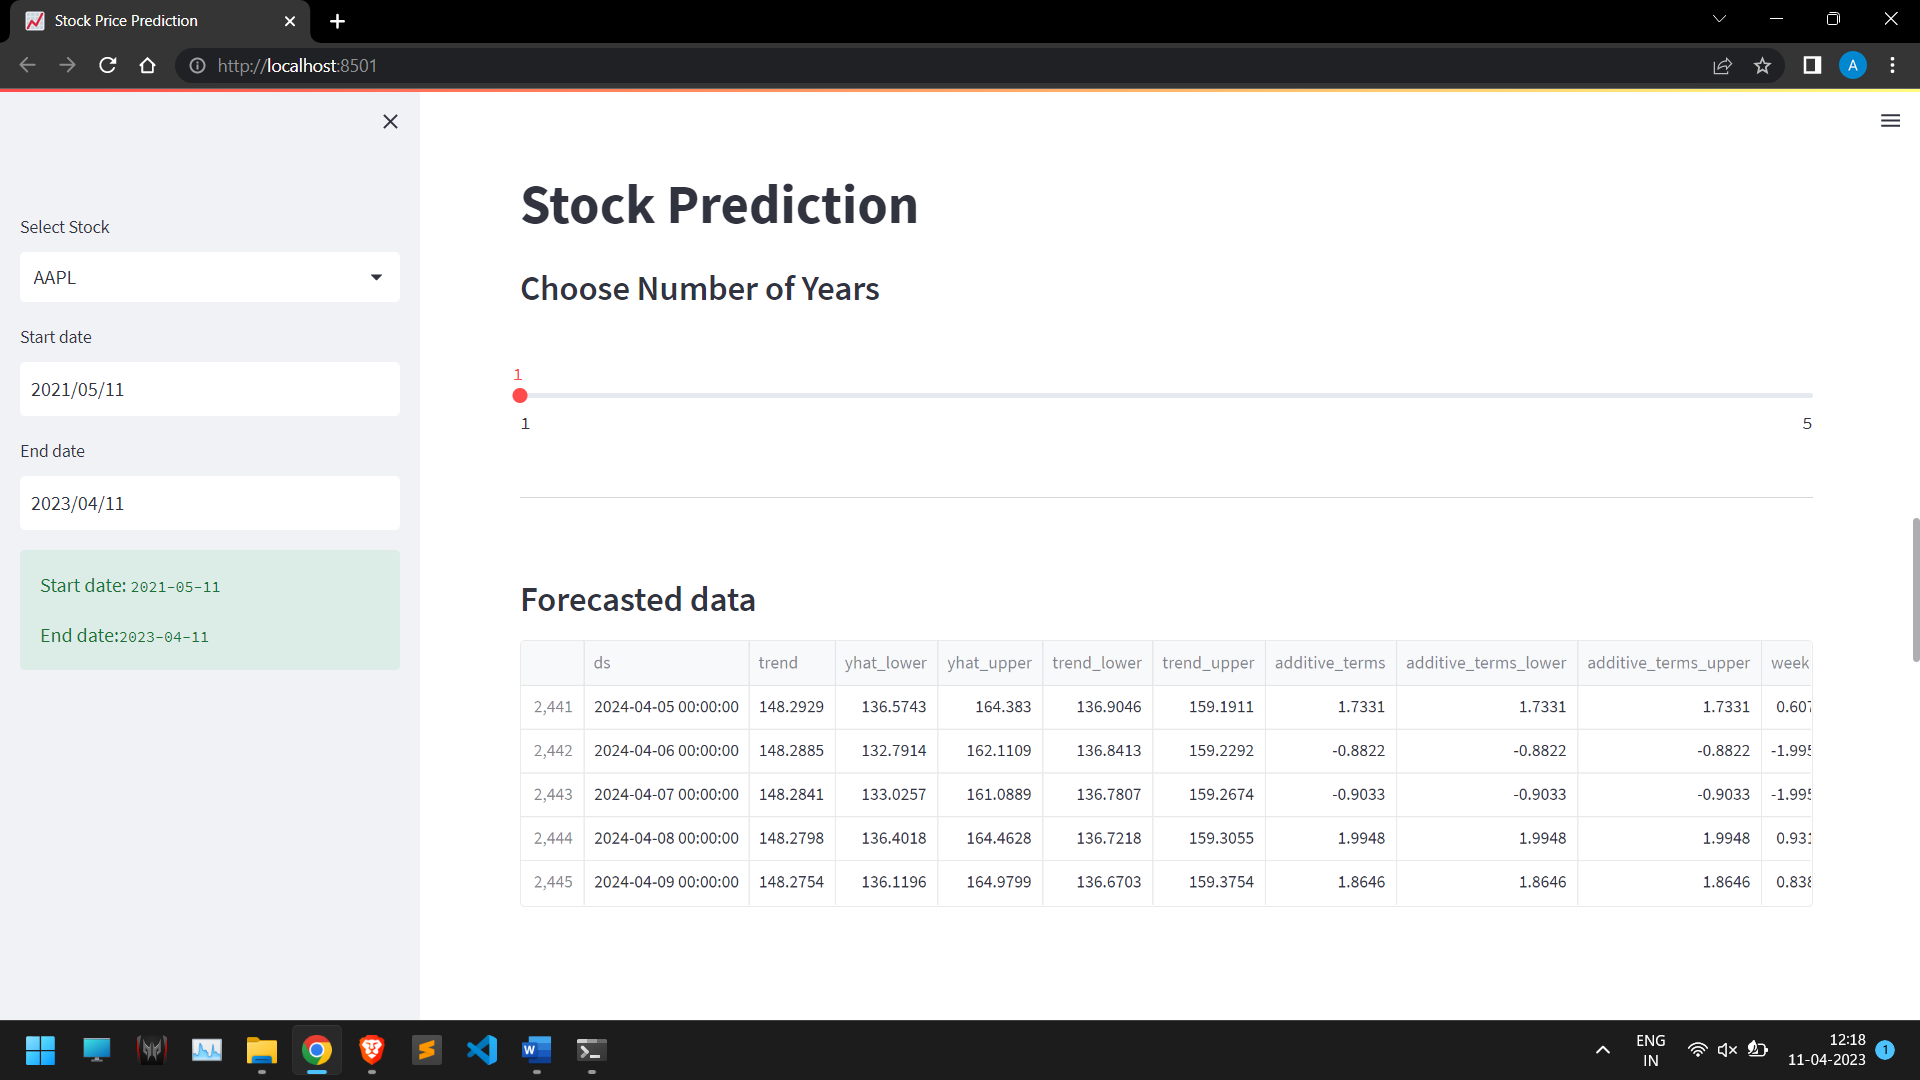 Stock Price Prediction
http://localhost:8501
A
Select Stock
AAPL
Start date
2021/05/11
End date
2023/04/11
Start date: 2021-05-11
End date:2023-04-11
Stock Prediction
Choose Number of Years
1
1 5
Forecasted data
ds trend yhat_lower yhat_upper trend_lower trend_upper additive_terms additive_terms_lower additive_terms_upper week
2,441 2024-04-05 00:00:00 148.2929 136.5743 164.383 136.9046 159.1911 1.7331 1.7331 1.7331 0.607
2,442 2024-04-06 00:00:00 148.2885 132.7914 162.1109 136.8413 159.2292 -0.8822 -0.8822 -0.8822 -1.995
2,443 2024-04-07 00:00:00 148.2841 133.0257 161.0889 136.7807 159.2674 -0.9033 -0.9033 -0.9033 -1.995
2,444 2024-04-08 00:00:00 148.2798 136.4018 164.4628 136.7218 159.3055 1.9948 1.9948 1.9948 0.931
2,445 2024-04-09 00:00:00 148.2754 136.1196 164.9799 136.6703 159.3754 1.8646 1.8646 1.8646 0.838
W
ENG
IN
12:18
11-04-2023
1